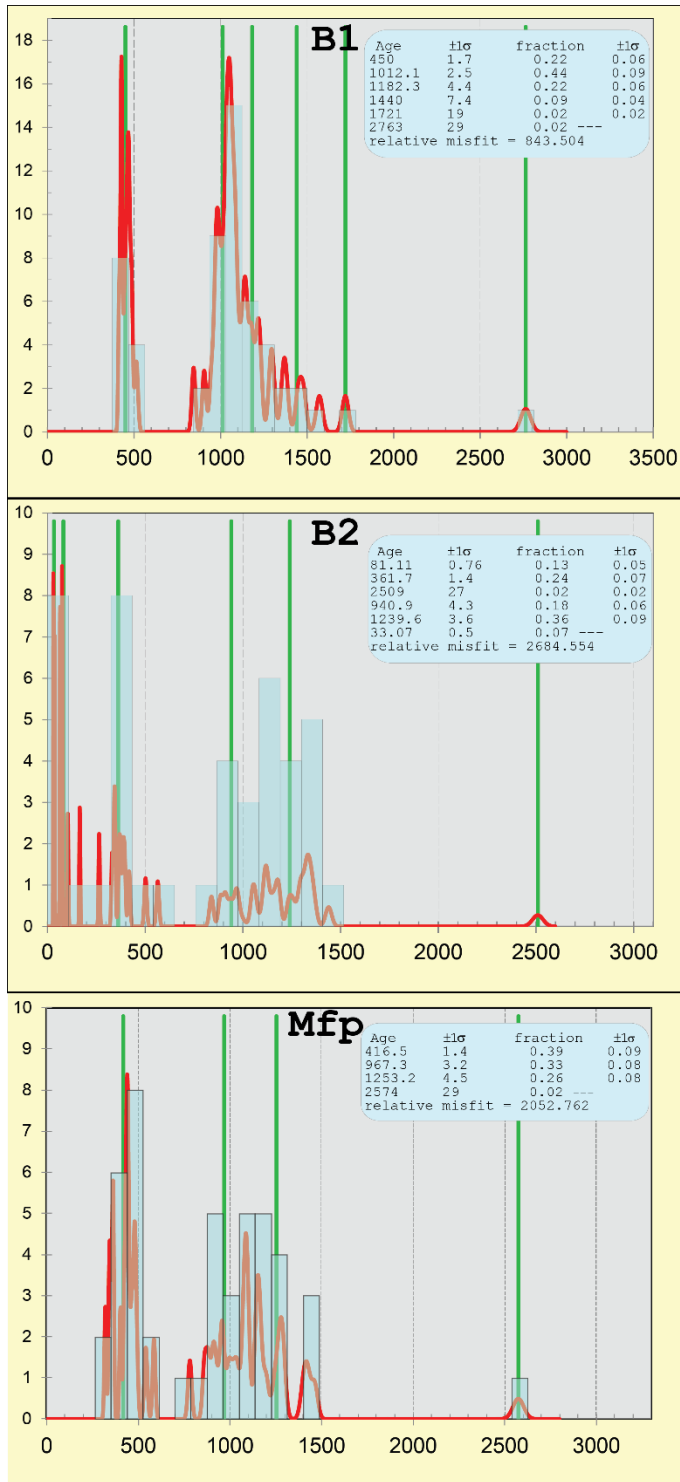 B1
Age ±1σ fraction ±1σ
450 1.7 0.22 0.06
1012.1 2.5 0.44 0.09
1182.3 4.4 0.22 0.06
1440 7.4 0.09 0.04
1721 19 0.02 0.02
2763 29 0.02 ---
relative misfit = 843.504
18
16
14
12
10
8
6
4
2
0
0 500 1000 1500 2000 2500 3000 3500
B2
Age ±1σ fraction ±1σ
81.11 0.76 0.13 0.05
361.7 1.4 0.24 0.07
2509 27 0.02 0.02
940.9 4.3 0.18 0.06
1239.6 3.6 0.36 0.09
33.07 0.5 0.07 ---
relative misfit = 2684.554
10
9
8
7
6
5
4
3
2
1
0
0 500 1000 1500 2000 2500 3000
Mfp
Age ±1σ fraction ±1σ
416.5 1.4 0.39 0.09
967.3 3.2 0.33 0.08
1253.2 4.5 0.26 0.08
2574 29 0.02 ---
relative misfit = 2052.762
10
9
8
7
6
5
4
3
2
1
0
0 500 1000 1500 2000 2500 3000